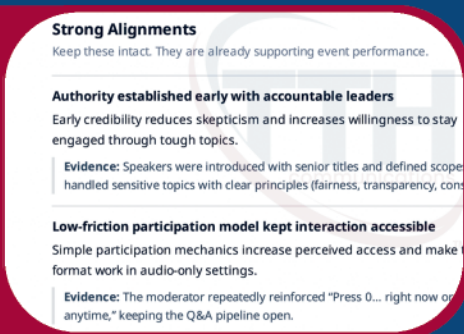 Strong Alignments
Keep these intact. They are already supporting event performance.
Authority established early with accountable leaders
Early credibility reduces skepticism and increases willingness to stay
engaged through tough topics.
Evidence: Speakers were introduced with senior titles and defined scope
handled sensitive topics with clear principles (fairness, transparency,
Low-friction participation model kept interaction accessible
Simple participation mechanics increase perceived access and make
format work in audio-only settings.
Evidence: The moderator repeatedly reinforced “Press 0... right now or
anytime,” keeping the Q&A pipeline open.
TTH